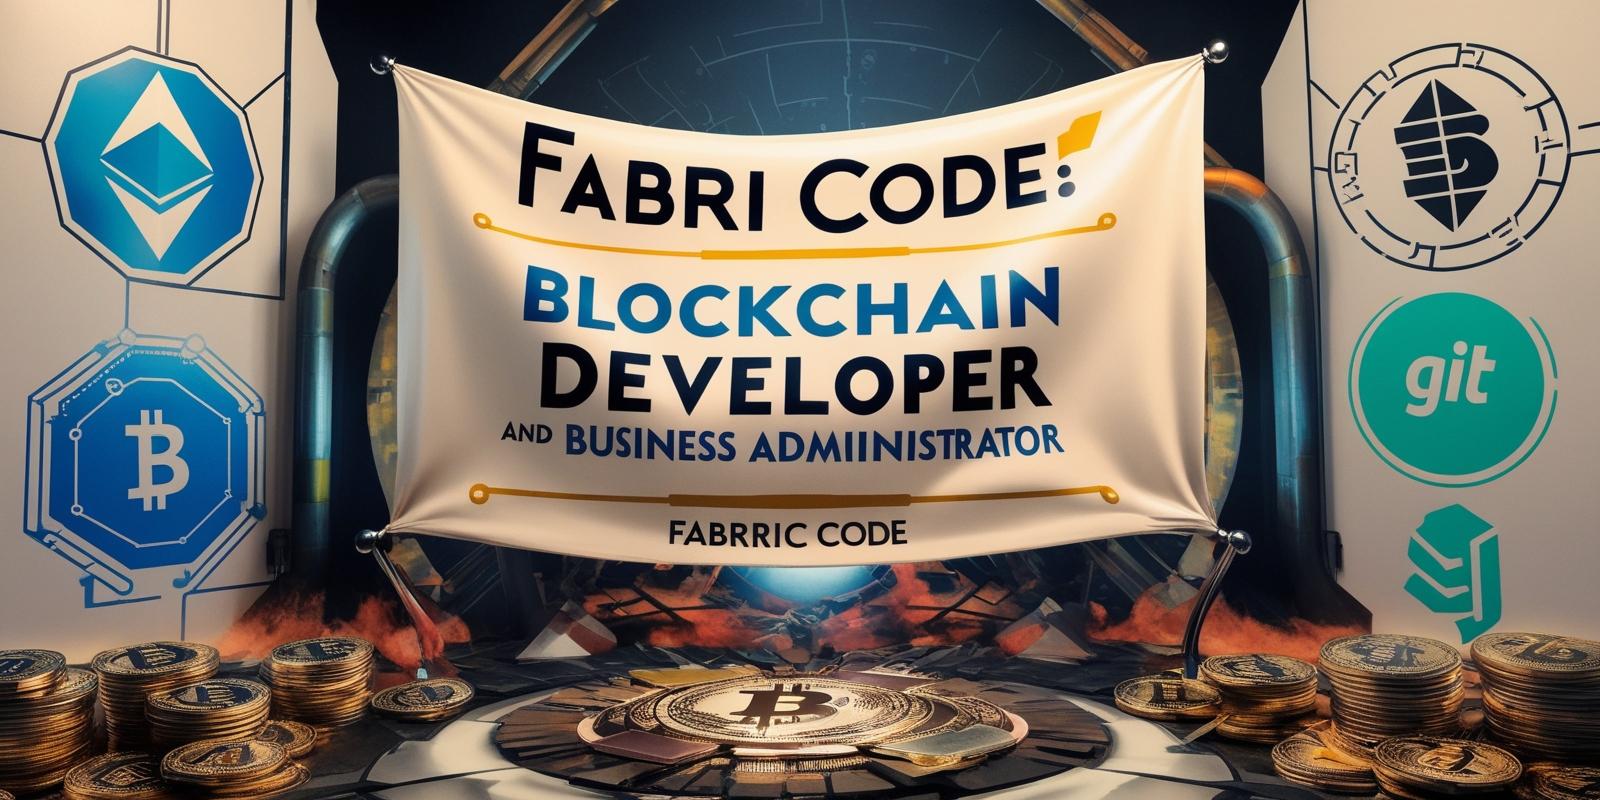 FABRI CODE:
BLOCKCHAIN
DEVELOPER
AND BUSINESS ADMIINISTRATOR
FABRRIC CODE
git